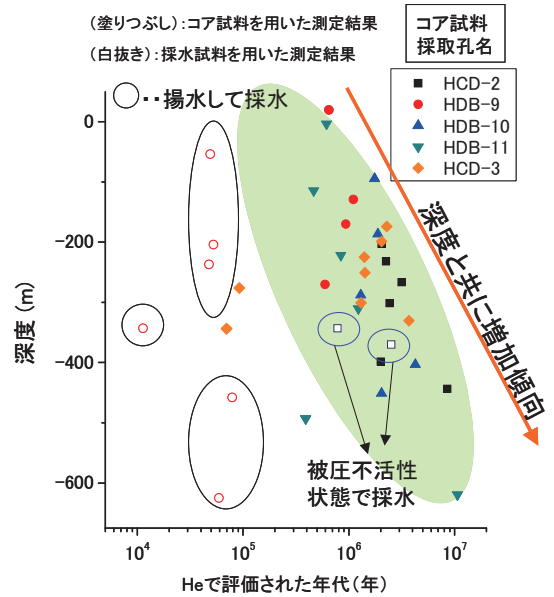 （塗りつぶし）：コア試料を用いた測定結果
（白抜き）：採水試料を用いた測定結果
コア試料
採取孔名
‥揚水して採水
HCD-2
HDB-9
HDB-10
HDB-11
HCD-3
深度と共に増加傾向
0
−200
−400
−600
深度（m）
被圧不活性
状態で採水
10⁴
10⁵
10⁶
10⁷
Heで評価された年代（年）